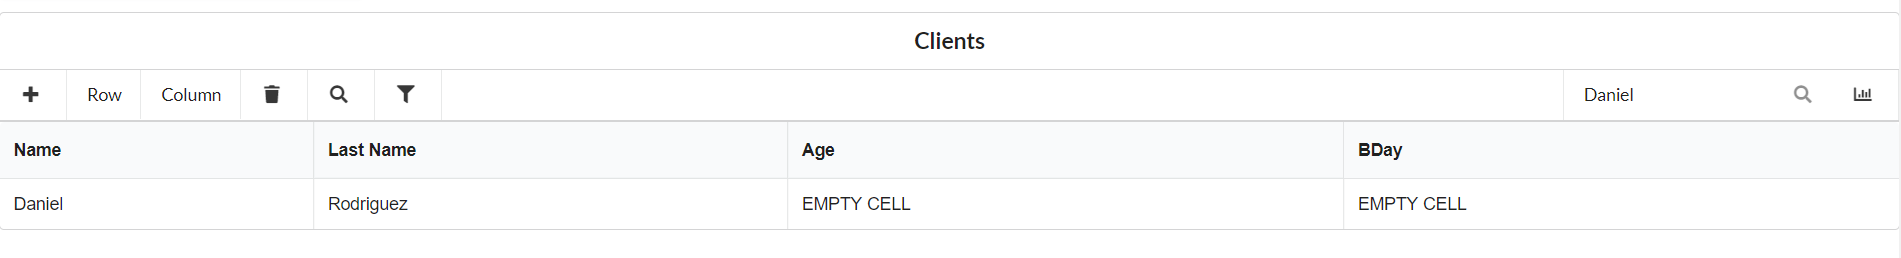 Clients
Row Column Daniel
Name Last Name Age BDay
Daniel Rodriguez EMPTY CELL EMPTY CELL